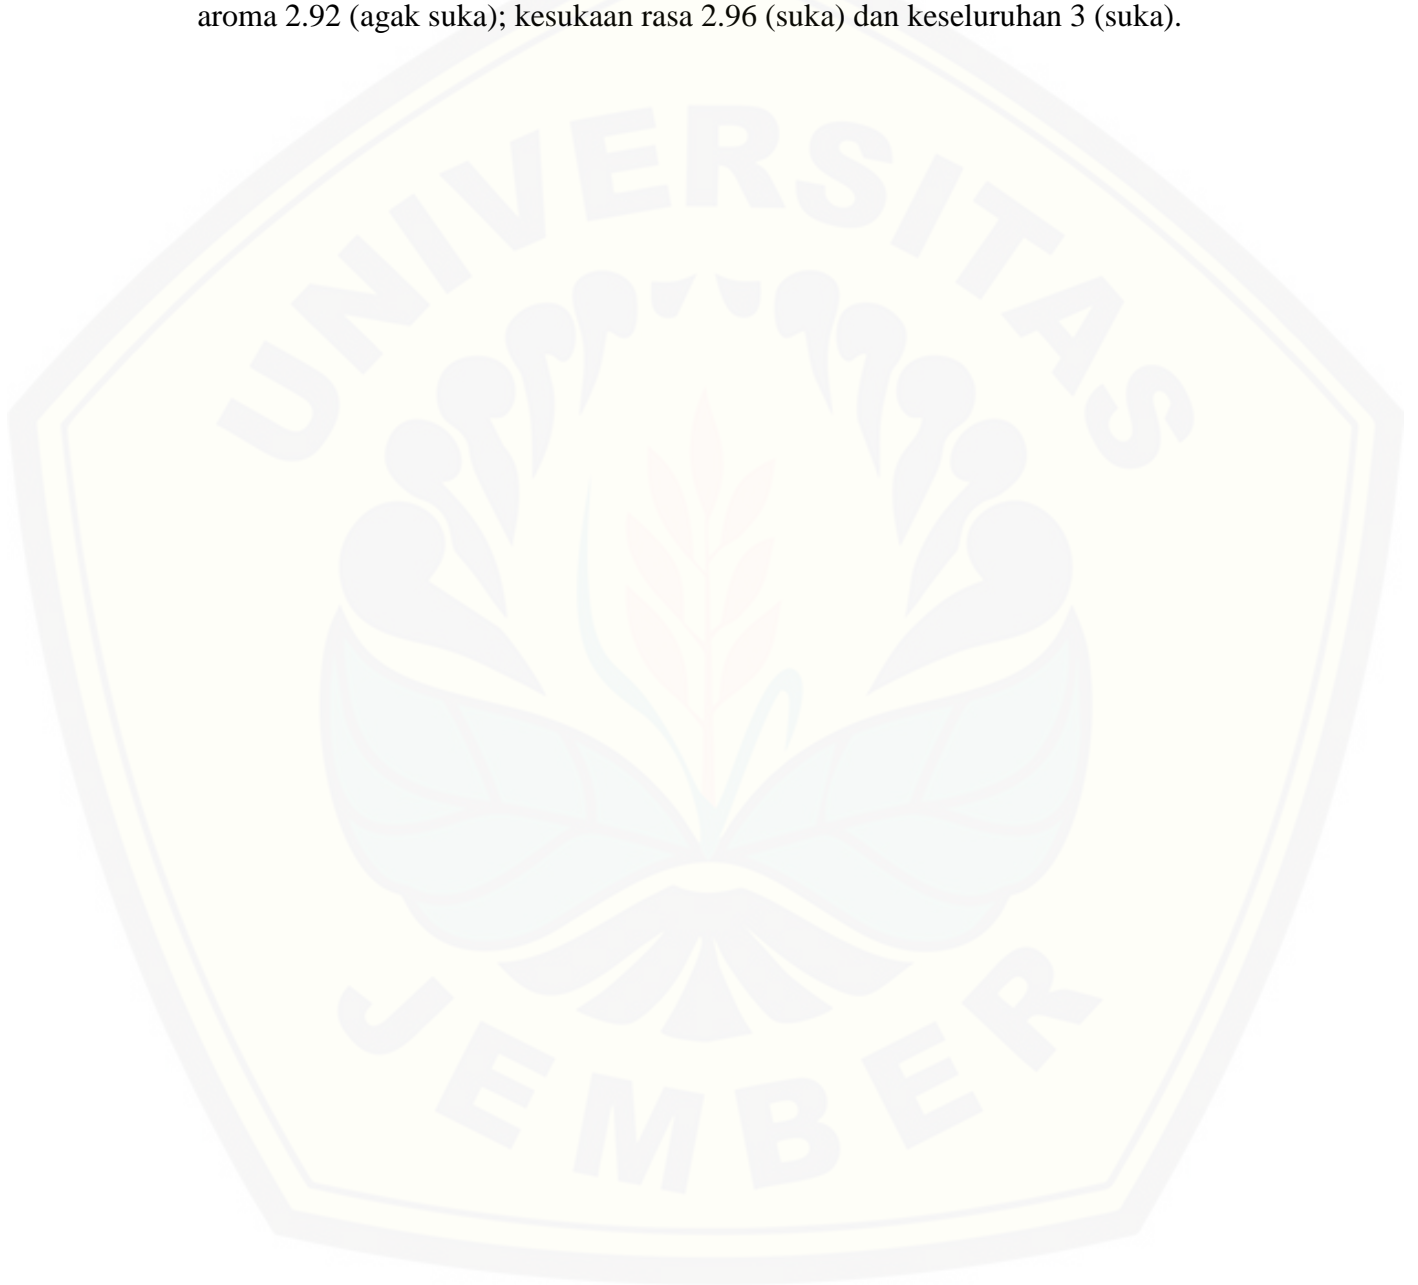 aroma 2.92 (agak suka); kesukaan rasa 2.96 (suka) dan keseluruhan 3 (suka).
UNIVERSITAS
JEMBER